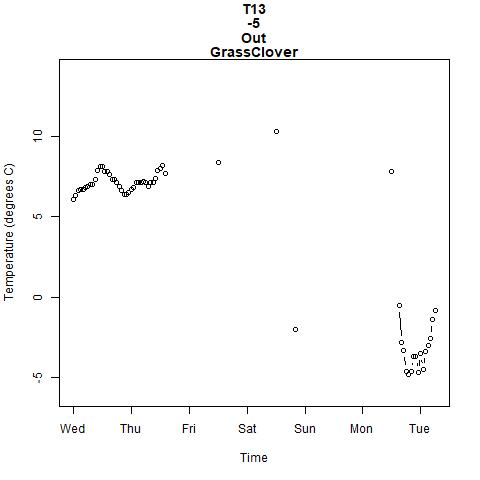 T13
-5
Out
GrassClover
Temperature (degrees C)
10
5
0
-5
Wed Thu Fri Sat Sun Mon Tue
Time